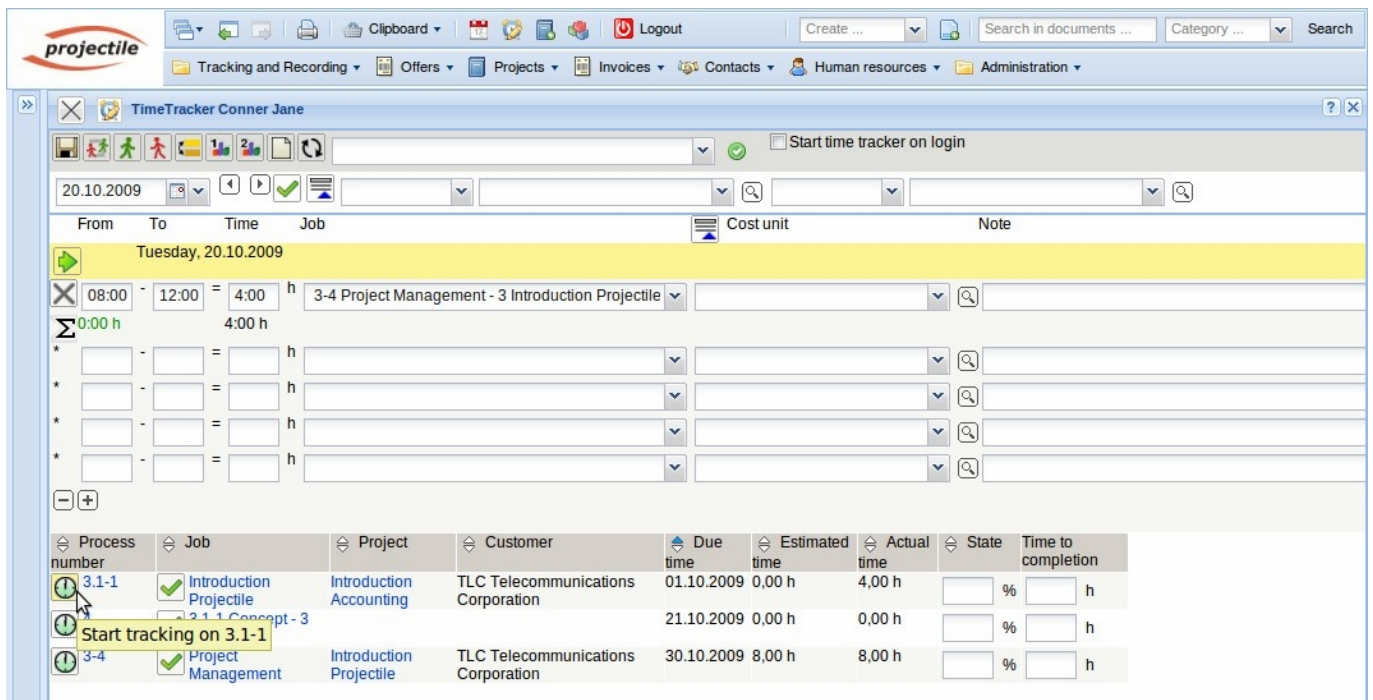 projectile
Clipboard Logout Create ... Search in documents ... Category ... Search
Tracking and Recording Offers Projects Invoices Contacts Human resources Administration
TimeTracker Conner Jane
Start time tracker on login
20.10.2009
From To Time Job Cost unit Note
Tuesday, 20.10.2009
08:00 - 12:00 = 4:00 h 3-4 Project Management - 3 Introduction Projectile
Σ 0:00 h 4:00 h
* - = h
* - = h
* - = h
* - = h
Process number Job Project Customer Due time Estimated time Actual time State Time to completion
3.1-1 Introduction Projectile Introduction Accounting TLC Telecommunications Corporation 01.10.2009 0,00 h 4,00 h % h
3.1.1 Concept - 3 21.10.2009 0,00 h 0,00 h % h
Start tracking on 3.1-1
3-4 Project Management Introduction Projectile TLC Telecommunications Corporation 30.10.2009 8,00 h 8,00 h % h